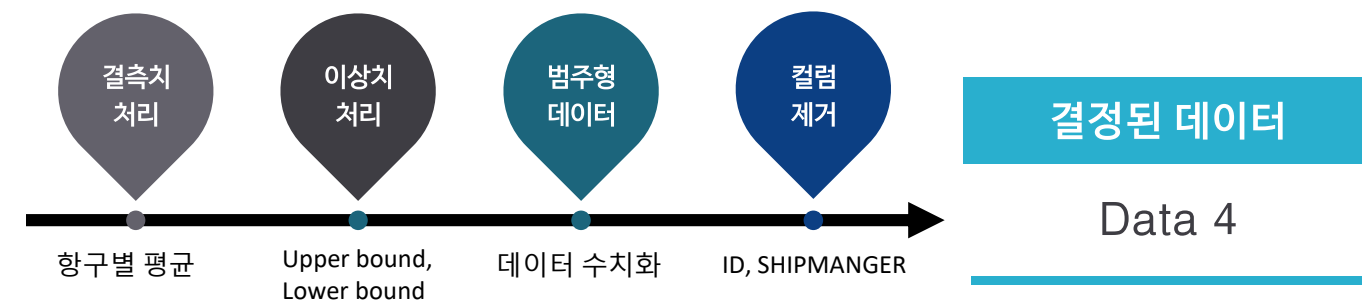 결측치
처리
이상치
처리
범주형
데이터
컬럼
제거
결정된 데이터
Data 4
항구별 평균
Upper bound,
Lower bound
데이터 수치화
ID, SHIPMANGER